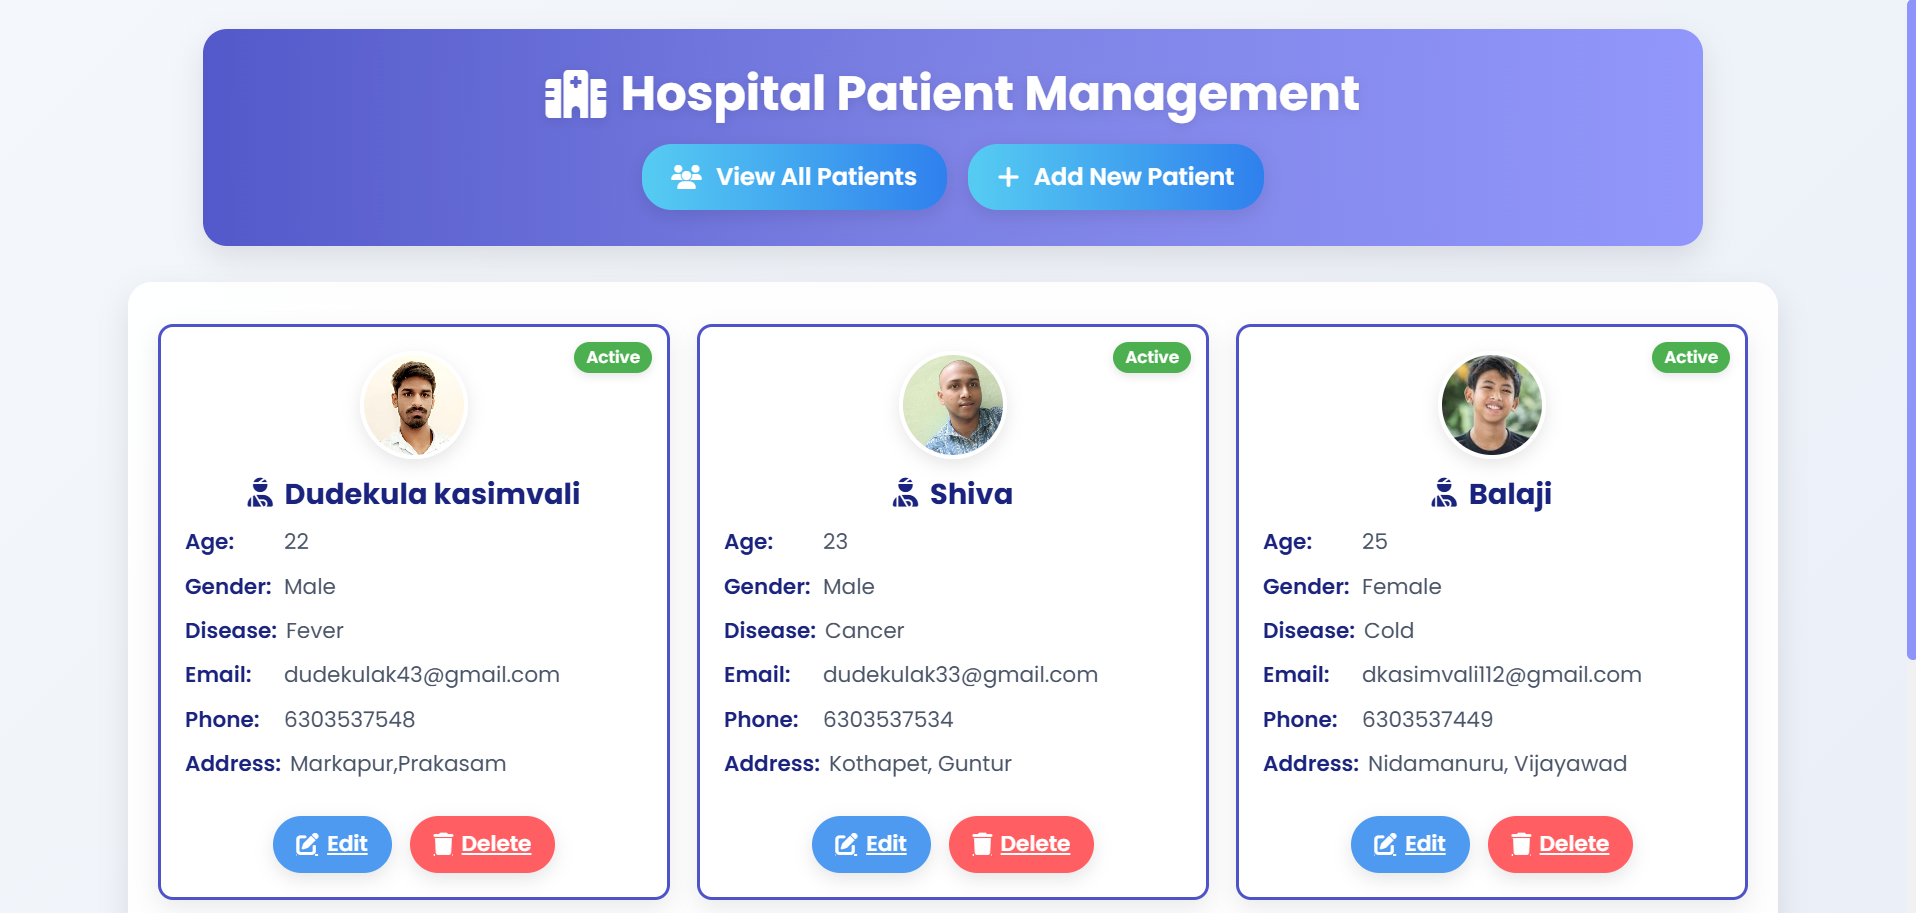 Hospital Patient Management
View All Patients
Add New Patient
Active
Dudekula kasimvali
Age: 22
Gender: Male
Disease: Fever
Email: dudekulak43@gmail.com
Phone: 6303537548
Address: Markapur,Prakasam
Edit
Delete
Active
Shiva
Age: 23
Gender: Male
Disease: Cancer
Email: dudekulak33@gmail.com
Phone: 6303537534
Address: Kothapet, Guntur
Edit
Delete
Active
Balaji
Age: 25
Gender: Female
Disease: Cold
Email: dkasimvali112@gmail.com
Phone: 6303537449
Address: Nidamanuru, Vijayawad
Edit
Delete